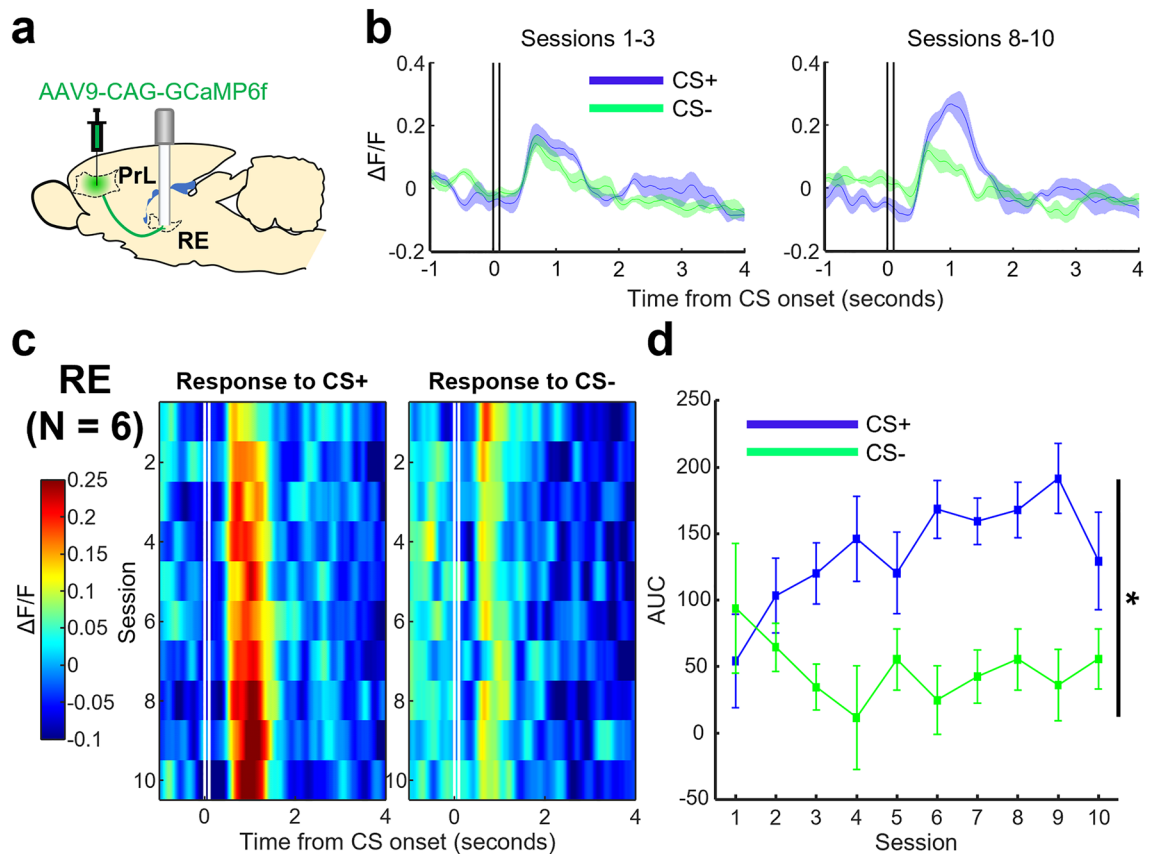 a
AAV9-CAG-GCaMP6f
PrL
RE
b
Sessions 1-3
Sessions 8-10
CS+
CS-
ΔF/F
0.4
0.2
0
-0.2
-1 0 1 2 3 4
0.4
0.2
0
-0.2
-1 0 1 2 3 4
Time from CS onset (seconds)
c
RE
(N = 6)
Response to CS+
Response to CS-
ΔF/F
0.25
0.2
0.15
0.1
0.05
0
-0.05
-0.1
Session
2
4
6
8
10
0 2 4
2
4
6
8
10
0 2 4
Time from CS onset (seconds)
d
CS+
CS-
AUC
250
200
150
100
50
0
-50
1 2 3 4 5 6 7 8 9 10
Session
*